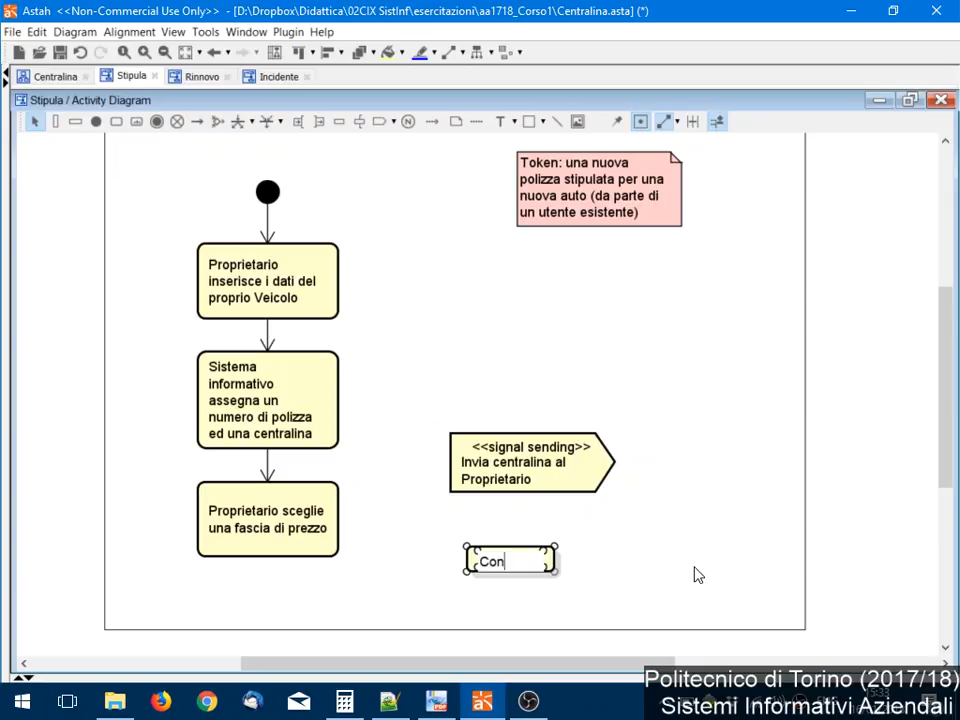 Astah <<Non-Commercial Use Only>> - [D:\Dropbox\Didattica\02CIX SistInf\esercitazioni\aa1718_Corso1\Centralina.asta] (*)
File Edit Diagram Alignment View Tools Window Plugin Help
Centralina Stipula Rinnovo Incidente
Stipula / Activity Diagram
Token: una nuova
polizza stipulata per una
nuova auto (da parte di
un utente esistente)
Proprietario
inserisce i dati del
proprio Veicolo
Sistema
informativo
assegna un
numero di polizza
ed una centralina
<<signal sending>>
Invia centralina al
Proprietario
Proprietario sceglie
una fascia di prezzo
Con
Politecnico di Torino (2017/18)
5:33
Sistemi Informativi Aziendali